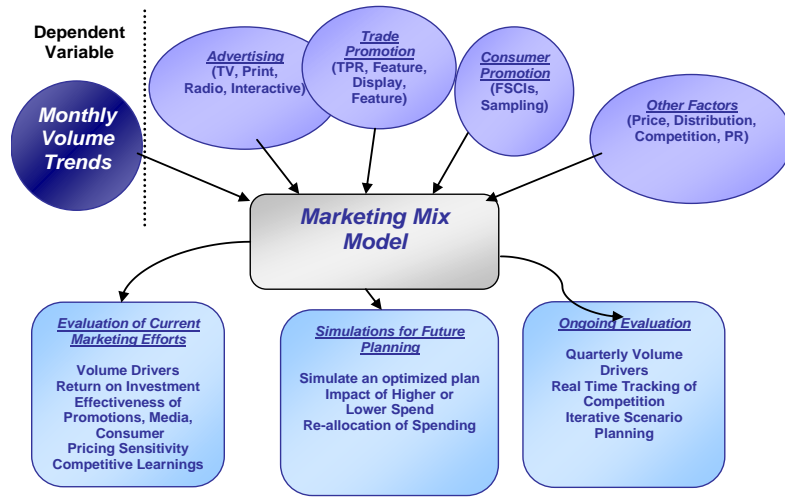 Dependent
Variable
Monthly
Volume
Trends
Advertising
(TV, Print,
Radio, Interactive)
Trade
Promotion
(TPR, Feature,
Display,
Feature)
Consumer
Promotion
(FSCIs,
Sampling)
Other Factors
(Price, Distribution,
Competition, PR)
Marketing Mix
Model
Evaluation of Current
Marketing Efforts
Volume Drivers
Return on Investment
Effectiveness of
Promotions, Media,
Consumer
Pricing Sensitivity
Competitive Learnings
Simulations for Future
Planning
Simulate an optimized plan
Impact of Higher or
Lower Spend
Re-allocation of Spending
Ongoing Evaluation
Quarterly Volume
Drivers
Real Time Tracking of
Competition
Iterative Scenario
Planning